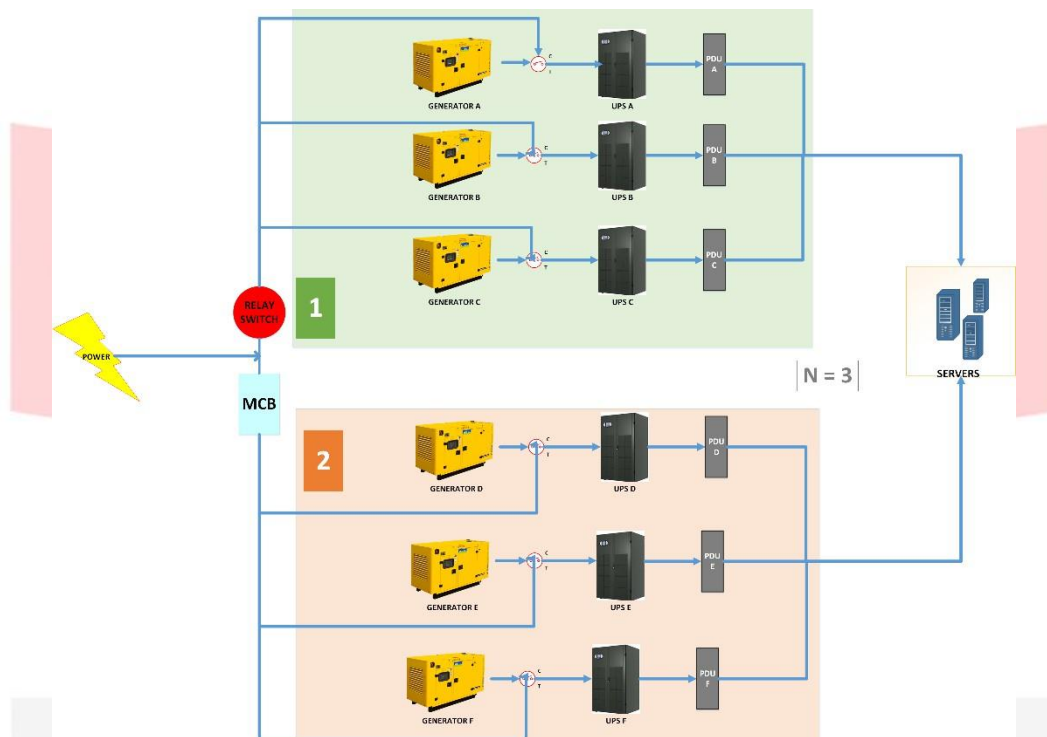 C
T
GENERATOR A
UPS A
PDU
A
C
T
GENERATOR B
UPS B
PDU
B
C
T
GENERATOR C
UPS C
PDU
C
RELAY
SWITCH
1
POWER
MCB
N = 3
SERVERS
2
C
T
GENERATOR D
UPS D
PDU
D
C
T
GENERATOR E
UPS E
PDU
E
C
T
GENERATOR F
UPS F
PDU
F